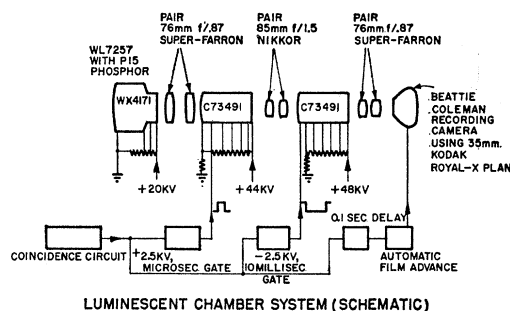 PAIR
76mm f/.87
SUPER-FARRON
PAIR
85mm f/1.5
NIKKOR
PAIR
76mm f/.87
SUPER-FARRON
WL7257
WITH P15
PHOSPHOR
WX4171
C73491
C73491
BEATTIE
COLEMAN
RECORDING
CAMERA
USING 35mm.
KODAK
ROYAL-X PLAN
+20KV
+44KV
+48KV
0.1 SEC DELAY
COINCIDENCE CIRCUIT
+2.5KV,
MICROSEC GATE
-2.5KV,
10MILLISEC
GATE
AUTOMATIC
FILM ADVANCE
LUMINESCENT CHAMBER SYSTEM (SCHEMATIC)